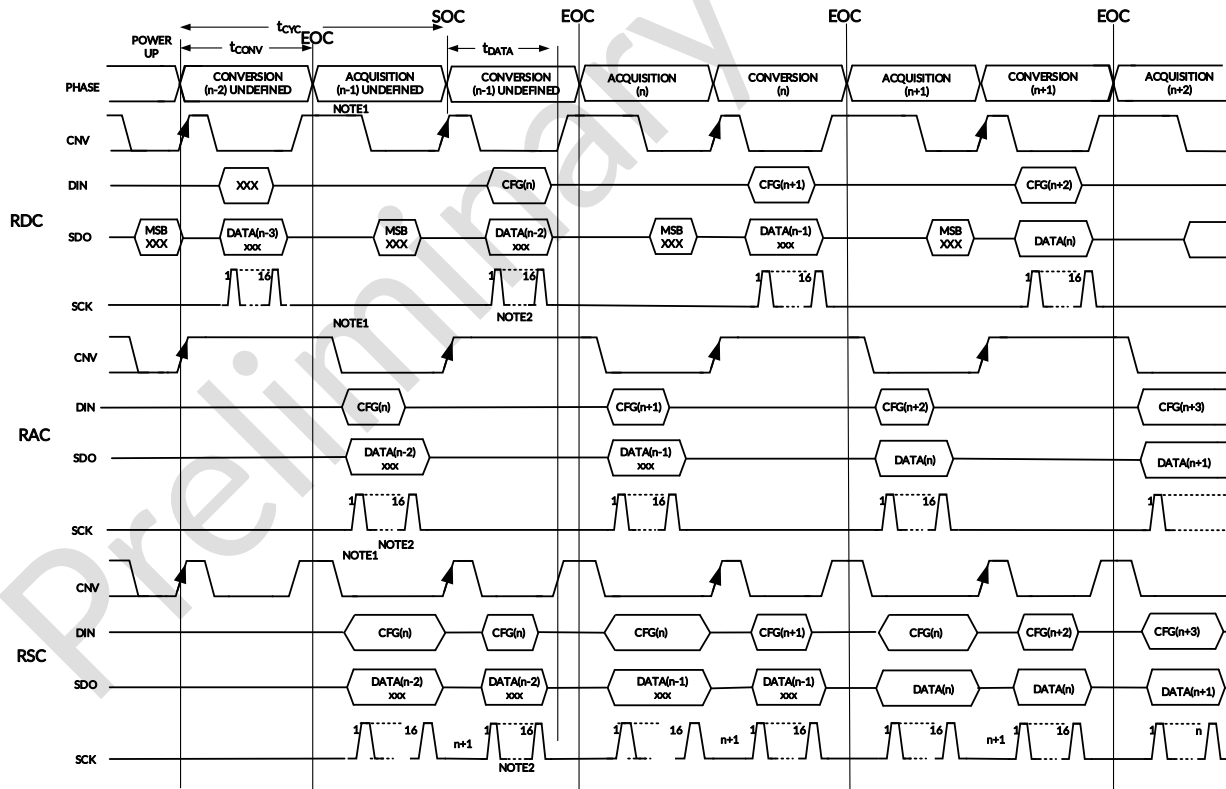 SOC EOC EOC EOC
tCYC
EOC
POWER
UP
tCONV tDATA
PHASE
CONVERSION
(n-2) UNDEFINED
ACQUISITION
(n-1) UNDEFINED
CONVERSION
(n-1) UNDEFINED
ACQUISITION
(n)
CONVERSION
(n)
ACQUISITION
(n+1)
CONVERSION
(n+1)
ACQUISITION
(n+2)
NOTE1
CNV
DIN XXX CFG(n) CFG(n+1) CFG(n+2)
RDC
SDO
MSB
XXX
DATA(n-3)
xxx
MSB
XXX
DATA(n-2)
xxx
MSB
XXX
DATA(n-1)
xxx
MSB
XXX
DATA(n)
1 16 1 16 1 16 1 16
SCK
NOTE2
NOTE1
CNV
DIN CFG(n) CFG(n+1) CFG(n+2) CFG(n+3)
RAC
SDO
DATA(n-2)
xxx
DATA(n-1)
xxx
DATA(n)
DATA(n+1)
1 16 1 16 1 16 1
SCK
NOTE2
NOTE1
CNV
DIN CFG(n) CFG(n) CFG(n) CFG(n+1) CFG(n) CFG(n+2) CFG(n+3)
RSC
SDO
DATA(n-2)
xxx
DATA(n-2)
xxx
DATA(n-1)
xxx
DATA(n-1)
xxx
DATA(n)
DATA(n)
DATA(n+1)
1 16 n+1 1 16 1 16 n+1 1 16 1 16 n+1 1 16 1 n
SCK
NOTE2
Preliminary